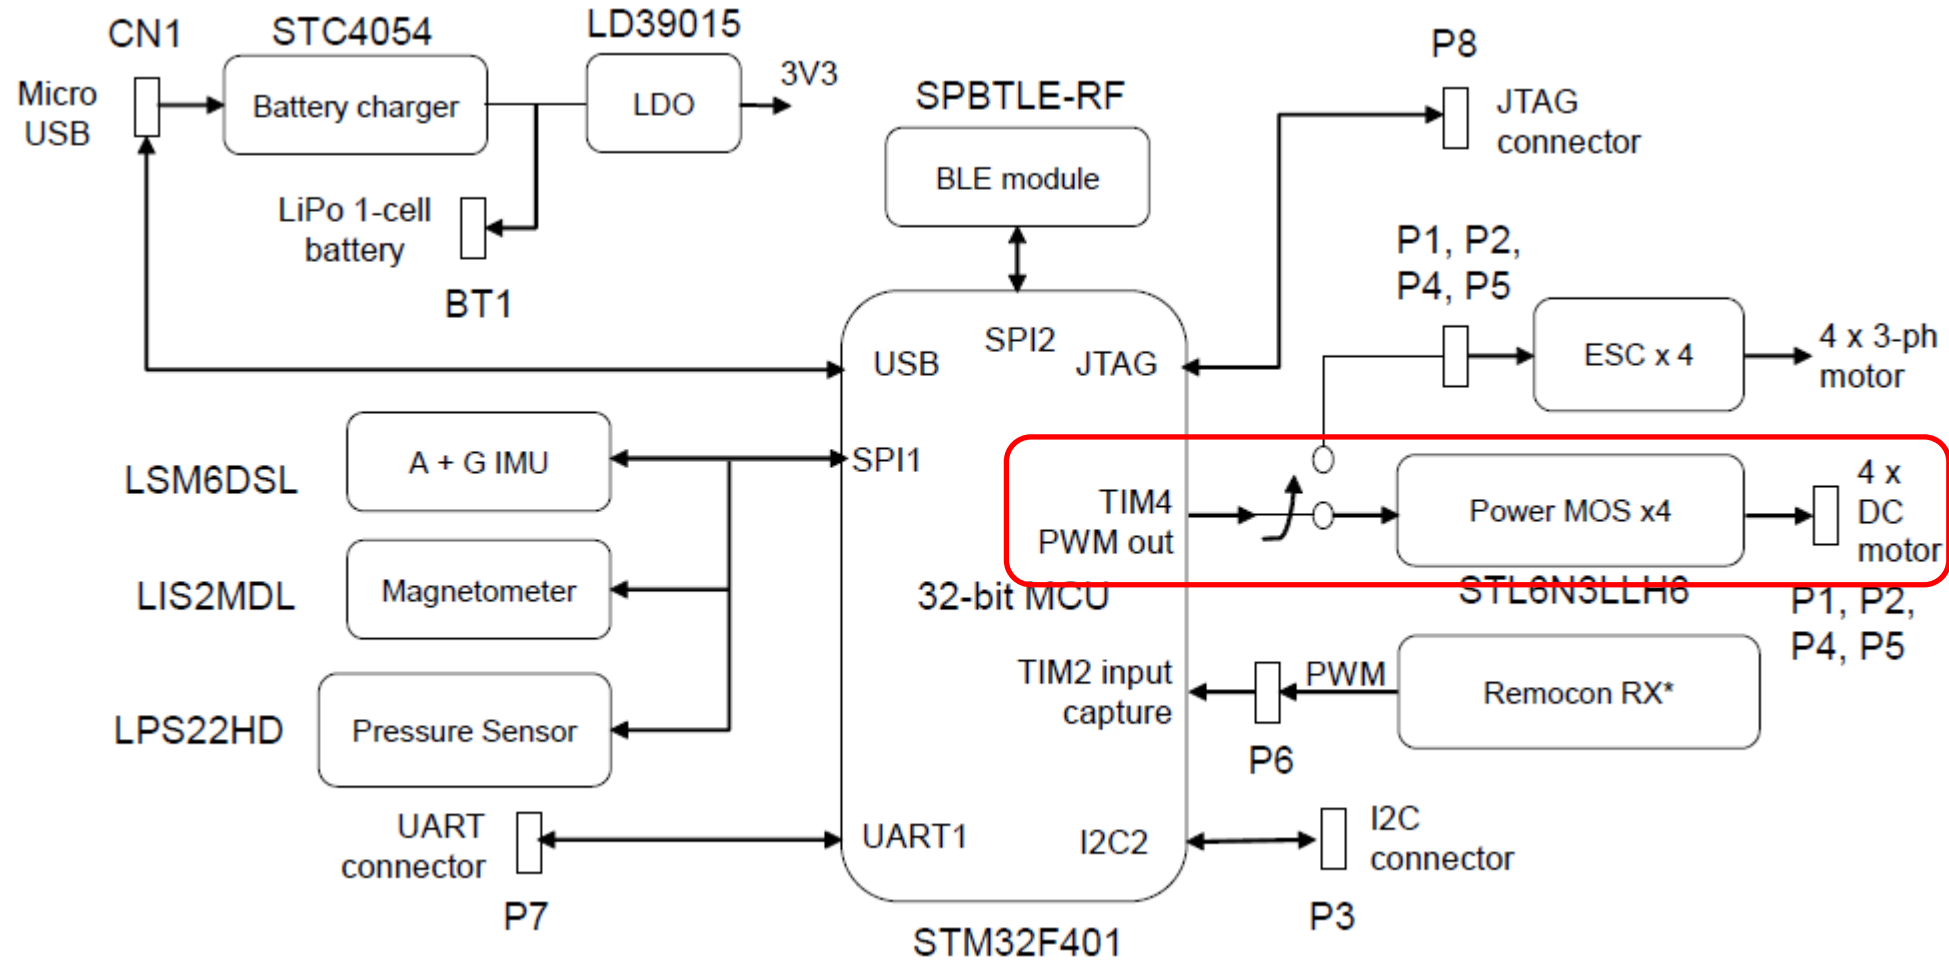 CN1
STC4054
LD39015
Micro
USB
Battery charger
LDO
3V3
LiPo 1-cell
battery
BT1
SPBTLE-RF
BLE module
P8
JTAG
connector
P1, P2,
P4, P5
ESC x 4
4 x 3-ph
motor
USB
SPI2
JTAG
LSM6DSL
A + G IMU
SPI1
TIM4
PWM out
Power MOS x4
4 x
DC
motor
LIS2MDL
Magnetometer
32-bit MCU
STL6N3LLH6
P1, P2,
P4, P5
LPS22HD
Pressure Sensor
TIM2 input
capture
PWM
Remocon RX*
P6
UART
connector
UART1
I2C2
I2C
connector
P7
P3
STM32F401